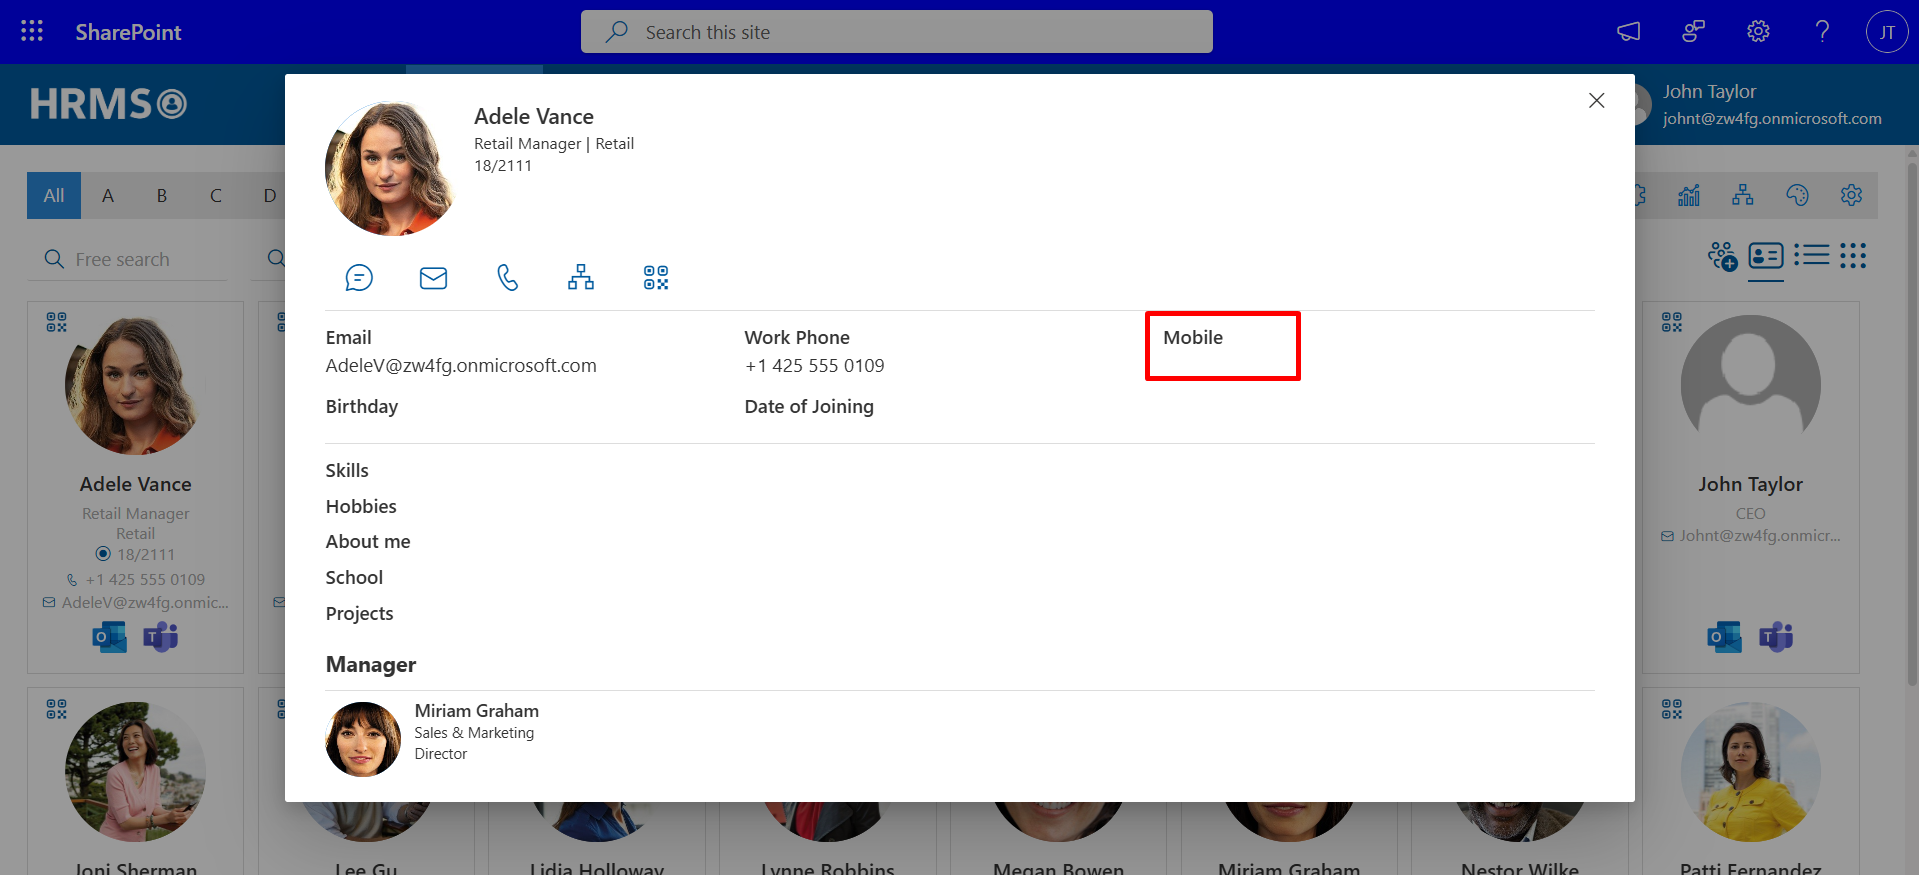 SharePoint
Search this site
?
JT
HRMS
John Taylor
johnt@zw4fg.onmicrosoft.com
All
A
B
C
D
Free search
Adele Vance
Retail Manager | Retail
18/2111
Email
AdeleV@zw4fg.onmicrosoft.com
Work Phone
+1 425 555 0109
Mobile
Birthday
Date of Joining
Skills
Hobbies
About me
School
Projects
Manager
Miriam Graham
Sales & Marketing
Director
Adele Vance
Retail Manager
Retail
18/2111
+1 425 555 0109
AdeleV@zw4fg.onmic...
John Taylor
CEO
Johnt@zw4fg.onmicr...
Joni Sherman
Lee Gu
Lidia Holloway
Lynne Robbins
Megan Bowen
Miriam Graham
Nestor Wilke
Patti Fernandez